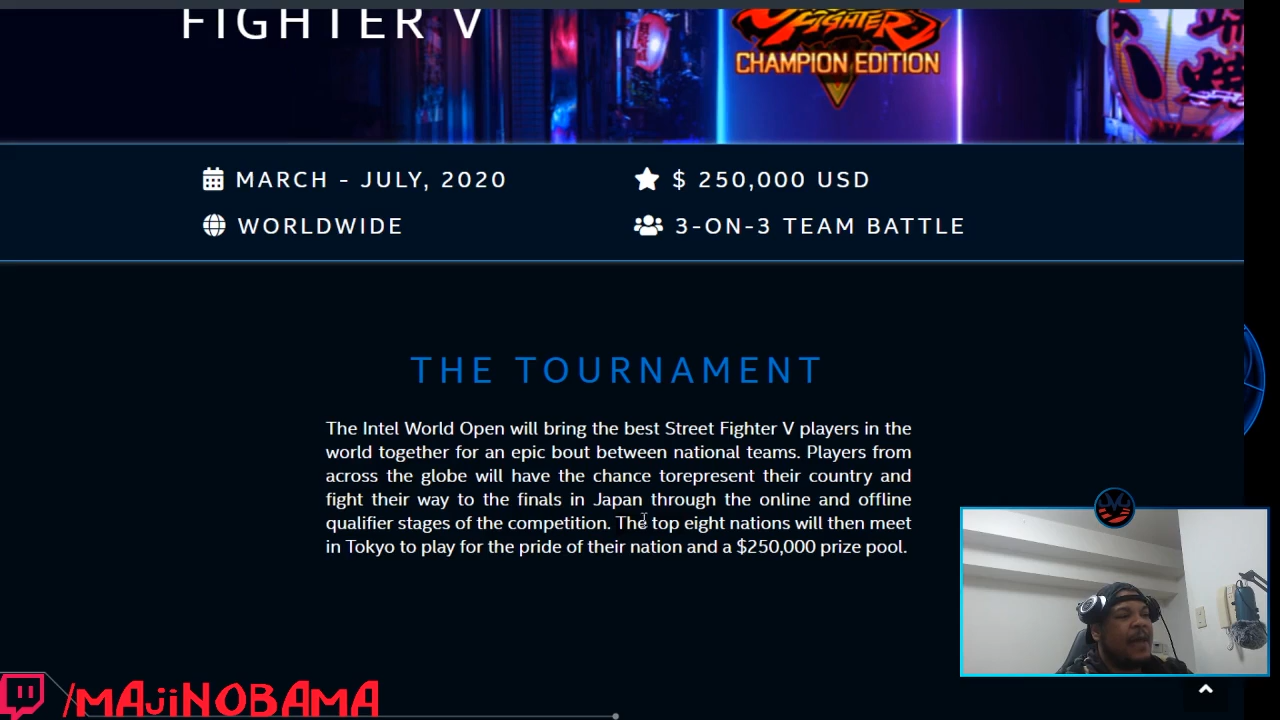 FIGHTER V
FIGHTER
CHAMPION EDITION
MARCH - JULY, 2020
$ 250,000 USD
WORLDWIDE
3-ON-3 TEAM BATTLE
THE TOURNAMENT
The Intel World Open will bring the best Street Fighter V players in the
world together for an epic bout between national teams. Players from
across the globe will have the chance torepresent their country and
fight their way to the finals in Japan through the online and offline
qualifier stages of the competition. The top eight nations will then meet
in Tokyo to play for the pride of their nation and a $250,000 prize pool.
/MAJiNOBAMA